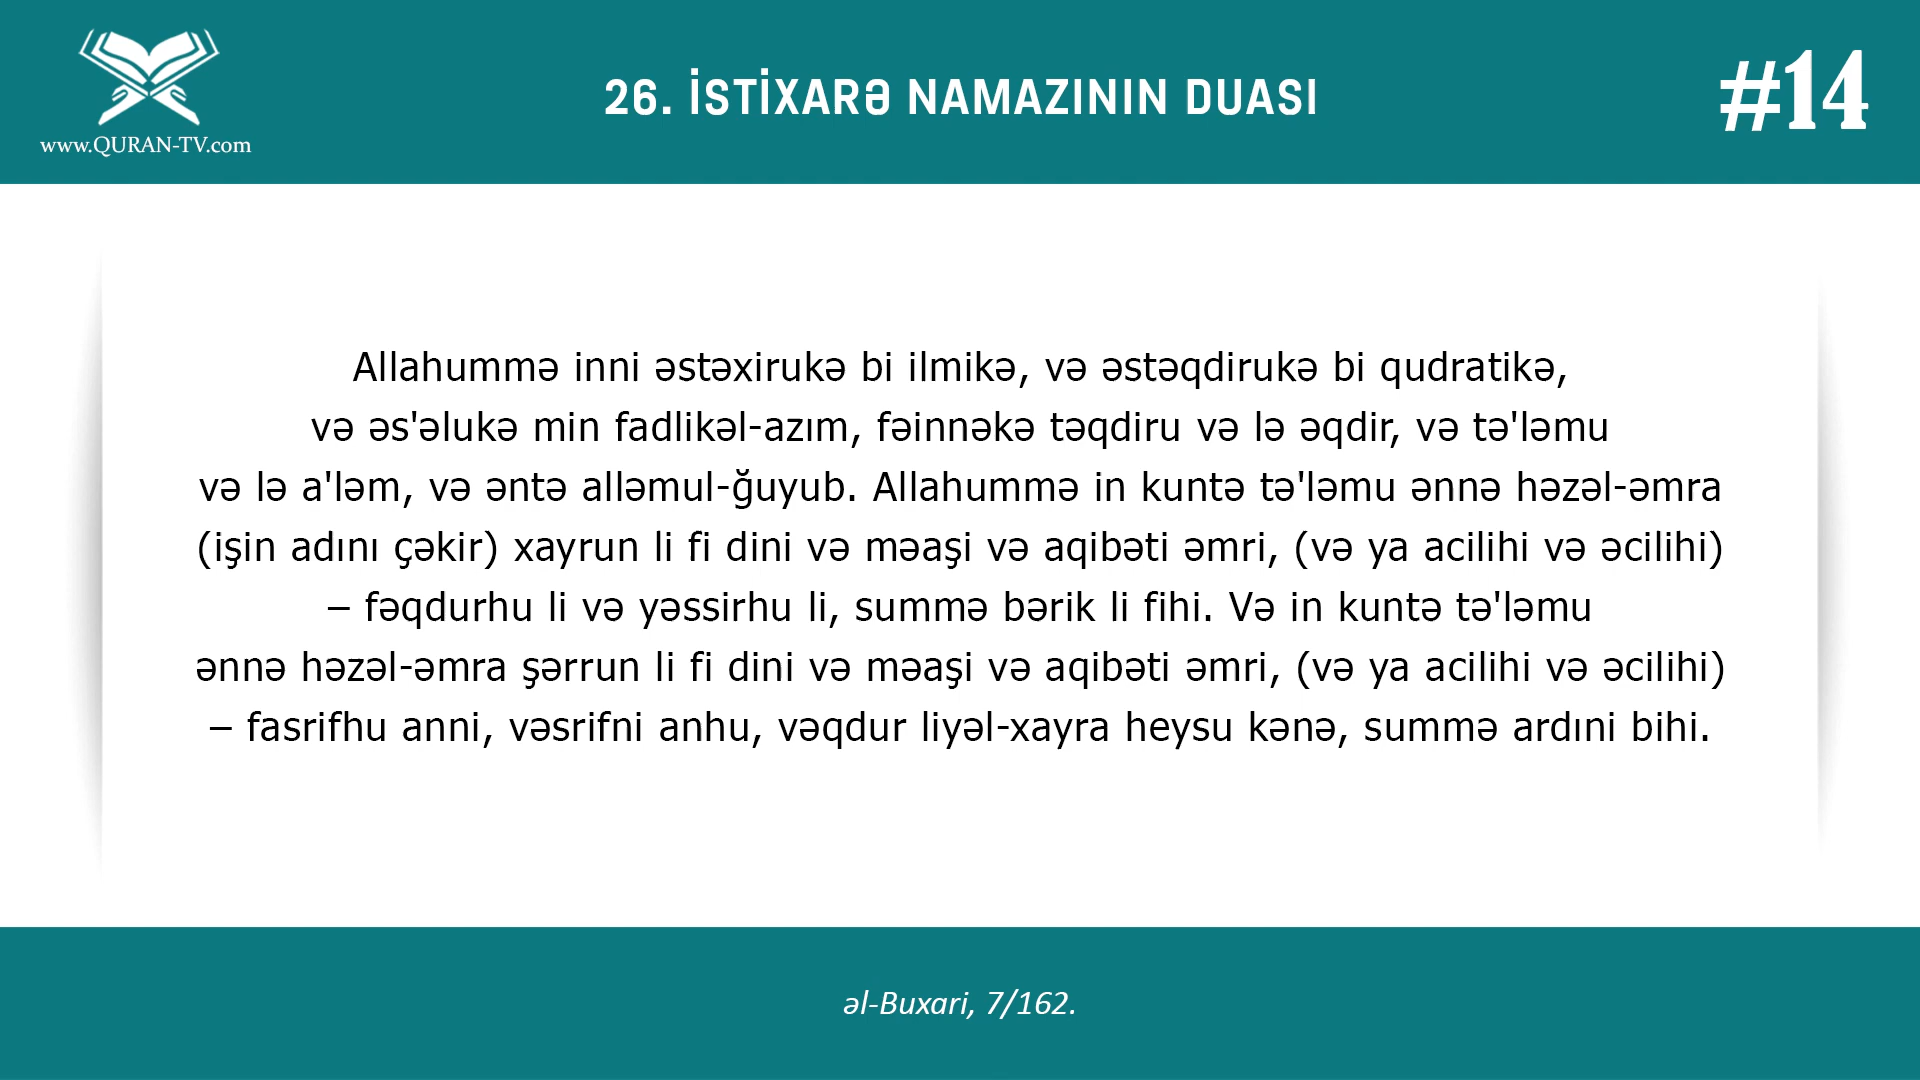 www.QURAN-TV.com
26. İSTİXARƏ NAMAZININ DUASI
#14
Allahummə inni əstəxirukə bi ilmikə, və əstəqdirukə bi qudratikə,
və əs'əlukə min fadlikəl-azım, fəinnəkə təqdiru və lə əqdir, və tə'ləmu
və lə a'ləm, və əntə alləmul-ğuyub. Allahummə in kuntə tə'ləmu ənnə həzəl-əmra
(işin adını çəkir) xayrun li fi dini və məaşi və aqibəti əmri, (və ya acilihi və əcilihi)
– fəqdurhu li və yəssirhu li, summə bərik li fihi. Və in kuntə tə'ləmu
ənnə həzəl-əmra şərrun li fi dini və məaşi və aqibəti əmri, (və ya acilihi və əcilihi)
– fasrifhu anni, vəsrifni anhu, vəqdur liyəl-xayra heysu kənə, summə ardıni bihi.
əl-Buxari, 7/162.